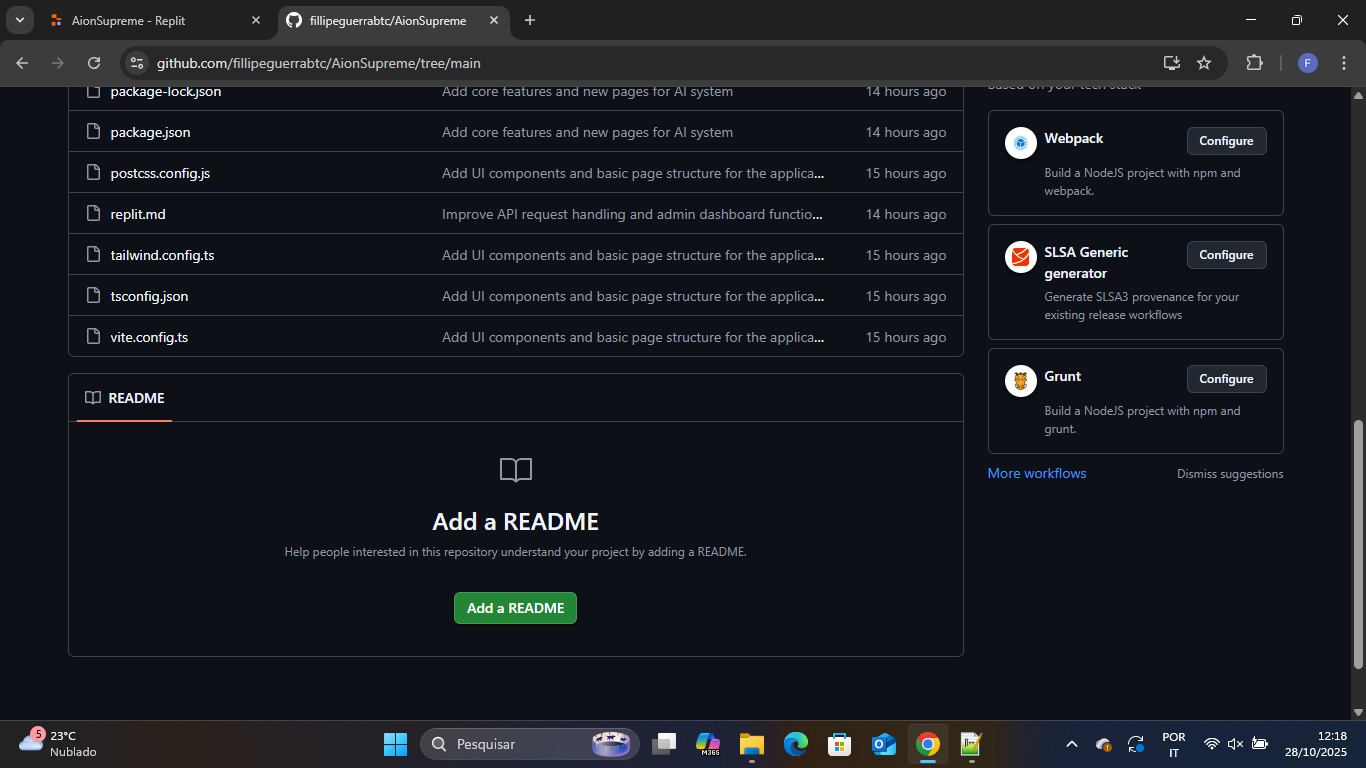 AionSupreme - Replit
fillipeguerrabtc/AionSupreme
github.com/fillipeguerrabtc/AionSupreme/tree/main
F
package-lock.json Add core features and new pages for AI system 14 hours ago
package.json Add core features and new pages for AI system 14 hours ago
postcss.config.js Add UI components and basic page structure for the applica... 15 hours ago
replit.md Improve API request handling and admin dashboard functio... 14 hours ago
tailwind.config.ts Add UI components and basic page structure for the applica... 15 hours ago
tsconfig.json Add UI components and basic page structure for the applica... 15 hours ago
vite.config.ts Add UI components and basic page structure for the applica... 15 hours ago
README
Add a README
Help people interested in this repository understand your project by adding a README.
Add a README
Based on your tech stack
Webpack
Configure
Build a NodeJS project with npm and
webpack.
SLSA Generic
generator
Configure
Generate SLSA3 provenance for your
existing release workflows
Grunt
Configure
Build a NodeJS project with npm and
grunt.
More workflows
Dismiss suggestions
5
23°C
Nublado
Pesquisar
M365
POR
IT
12:18
28/10/2025